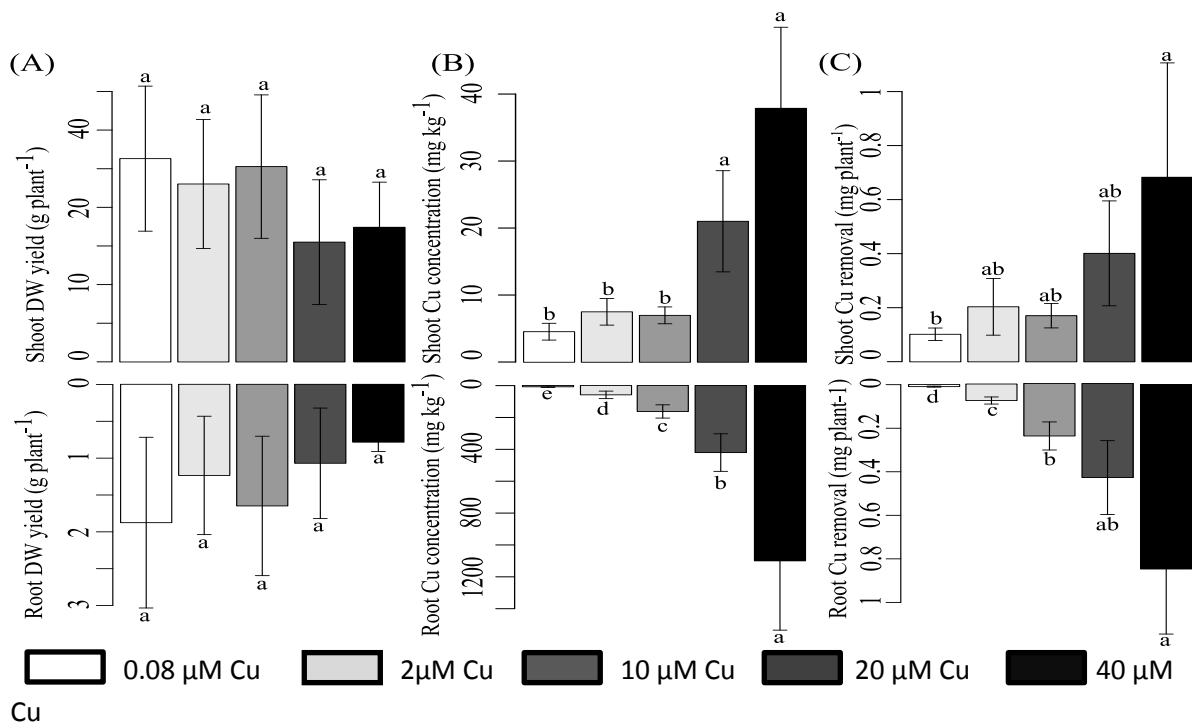 (A)
Shoot DW yield (g plant⁻¹)
40
20
10
0
a
a
a
a
a
Root DW yield (g plant⁻¹)
0
1
2
3
a
a
a
a
a
(B)
Shoot Cu concentration (mg kg⁻¹)
40
30
20
10
0
b
b
b
a
a
Root Cu concentration (mg kg⁻¹)
0
400
800
1200
e
d
c
b
a
(C)
Shoot Cu removal (mg plant⁻¹)
1
0.8
0.6
0.4
0.2
0
b
ab
ab
ab
a
Root Cu removal (mg plant-1)
0
0.2
0.4
0.6
0.8
1
d
c
b
ab
a
0.08 µM Cu 2µM Cu 10 µM Cu 20 µM Cu 40 µM
Cu